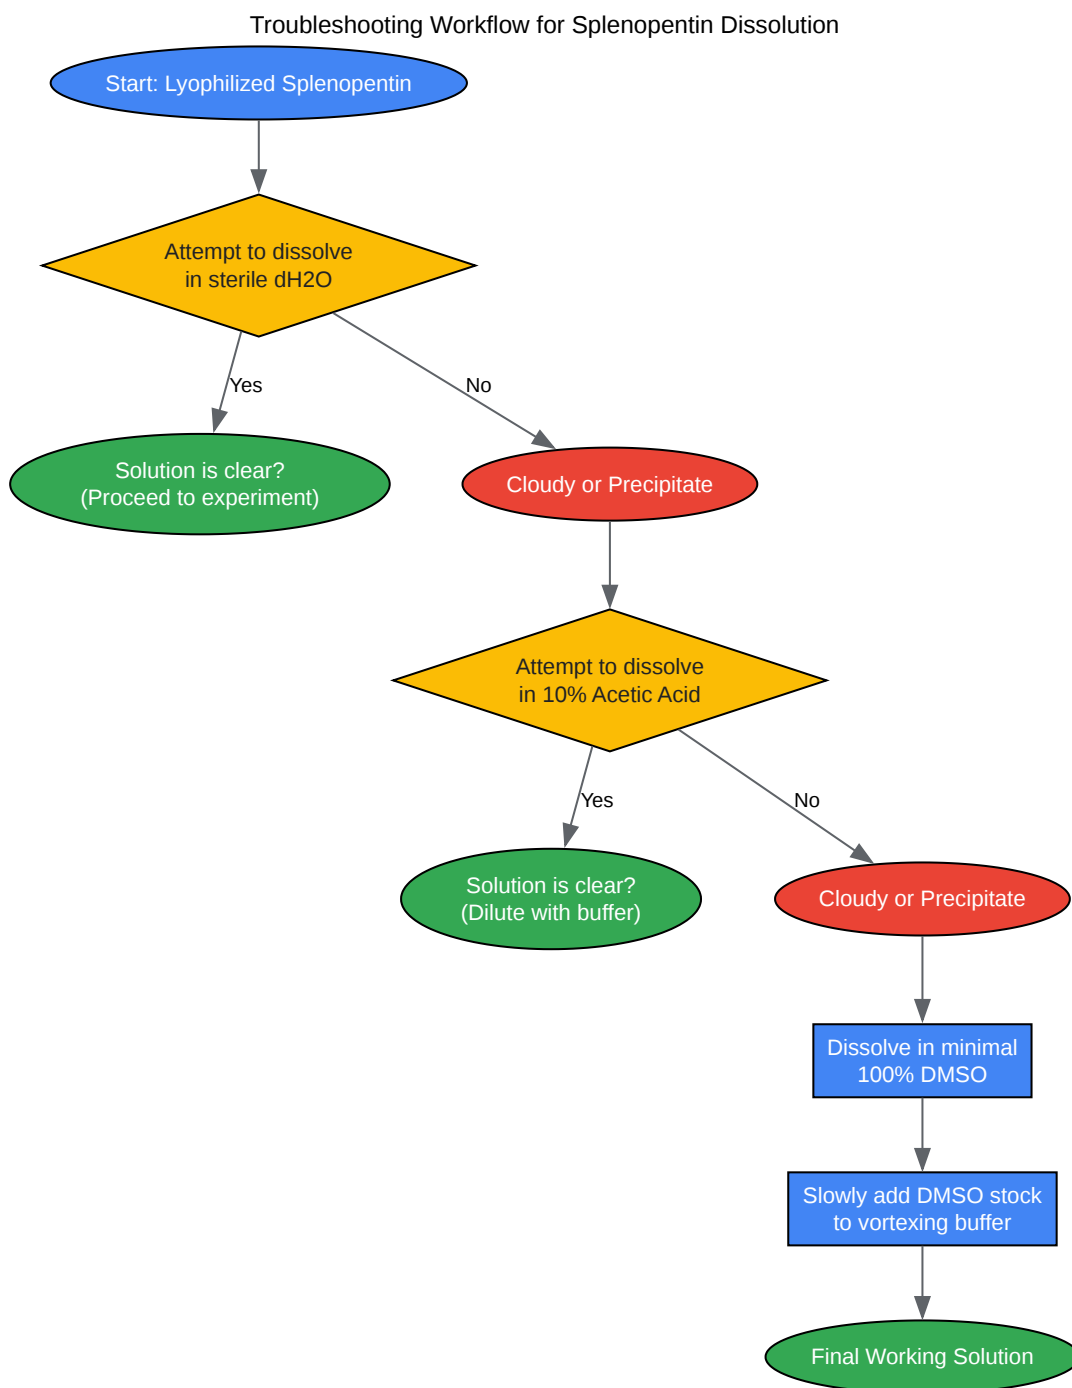 Troubleshooting Workflow for Splenopentin Dissolution
Start: Lyophilized Splenopentin
Attempt to dissolve
in sterile dH2O
Yes
No
Solution is clear?
(Proceed to experiment)
Cloudy or Precipitate
Attempt to dissolve
in 10% Acetic Acid
Yes
No
Solution is clear?
(Dilute with buffer)
Cloudy or Precipitate
Dissolve in minimal
100% DMSO
Slowly add DMSO stock
to vortexing buffer
Final Working Solution